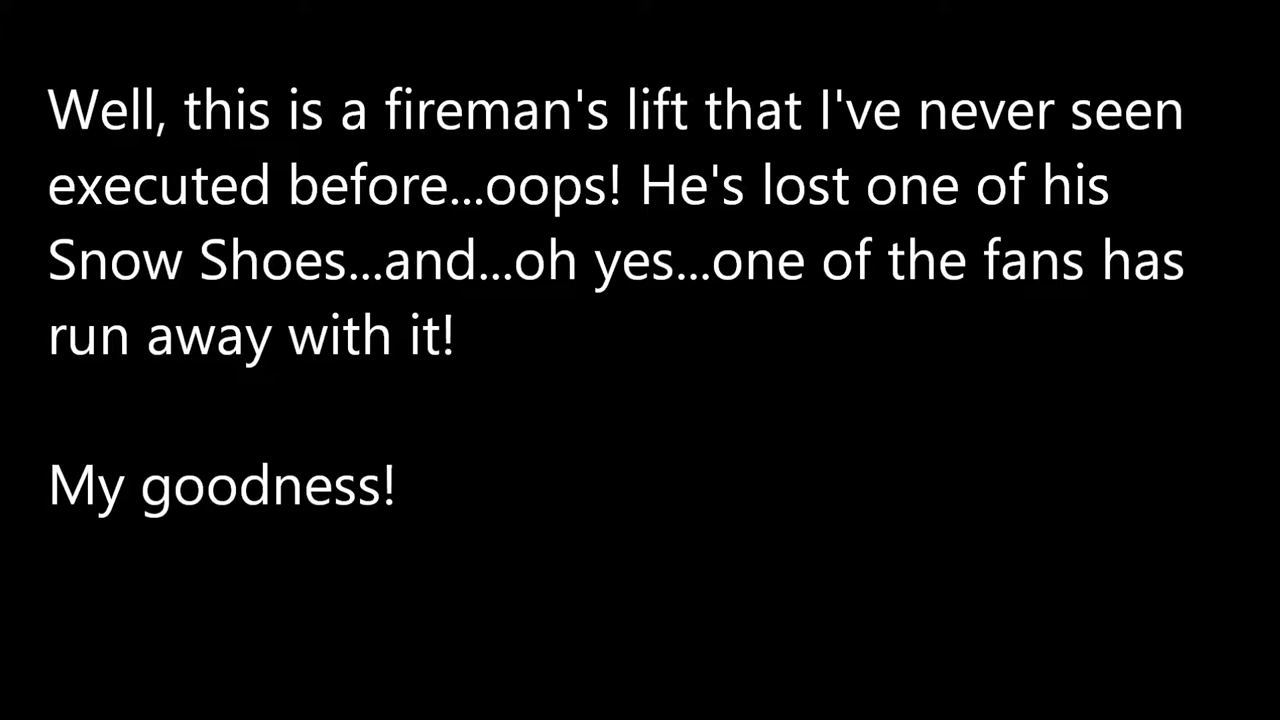 Well, this is a fireman's lift that I've never seen
executed before...oops! He's lost one of his
Snow Shoes...and...oh yes...one of the fans has
run away with it!
My goodness!